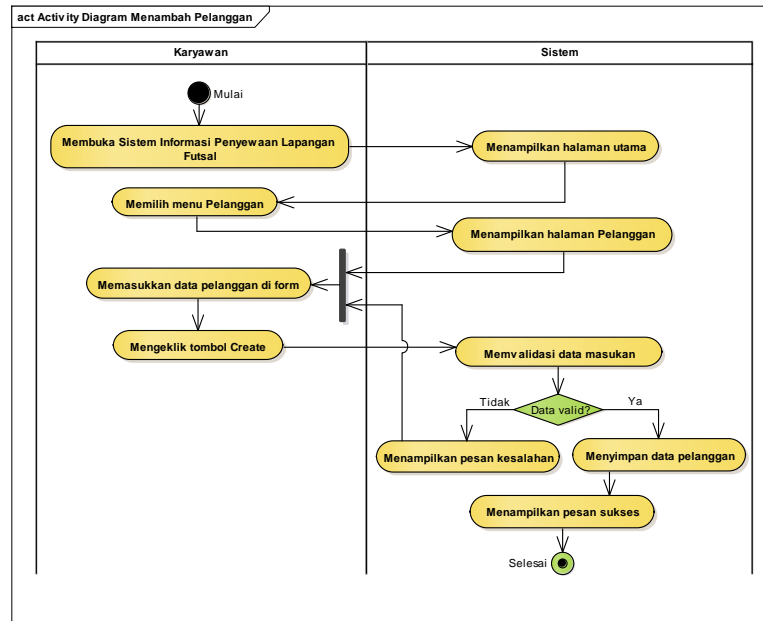 act Activity Diagram Menambah Pelanggan
Karyawan
Sistem
Mulai
Membuka Sistem Informasi Penyewaan Lapangan
Futsal
Menampilkan halaman utama
Memilih menu Pelanggan
Menampilkan halaman Pelanggan
Memasukkan data pelanggan di form
Mengeklik tombol Create
Memvalidasi data masukan
Tidak
Data valid?
Ya
Menampilkan pesan kesalahan
Menyimpan data pelanggan
Menampilkan pesan sukses
Selesai